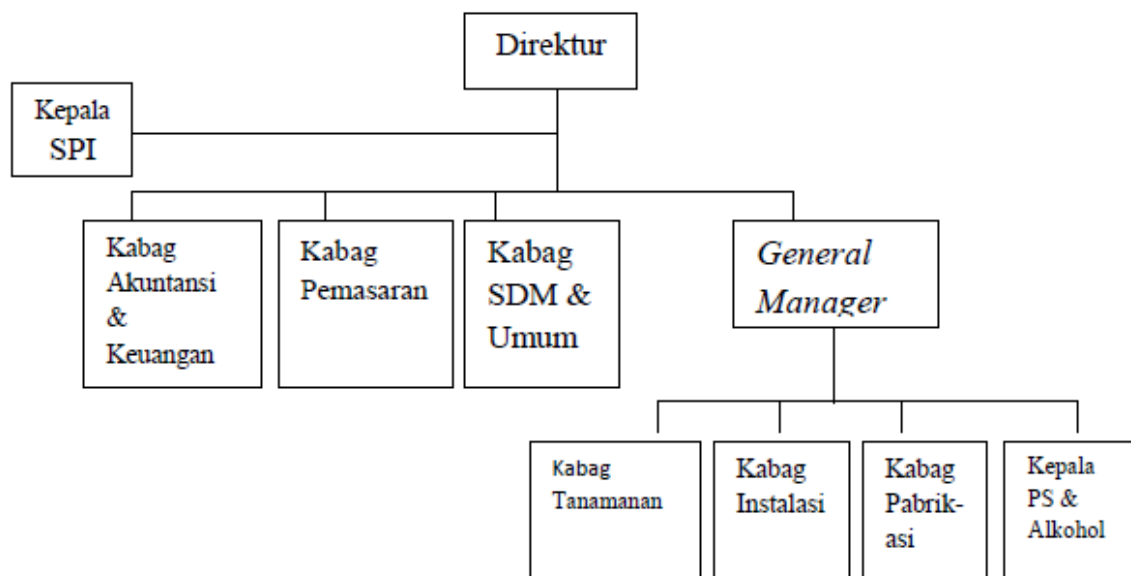 Direktur
Kepala
SPI
Kabag
Akuntansi
&
Keuangan
Kabag
Pemasaran
Kabag
SDM &
Umum
General
Manager
Kabag
Tanamanan
Kabag
Instalasi
Kabag
Pabrik-
asi
Kepala
PS &
Alkohol